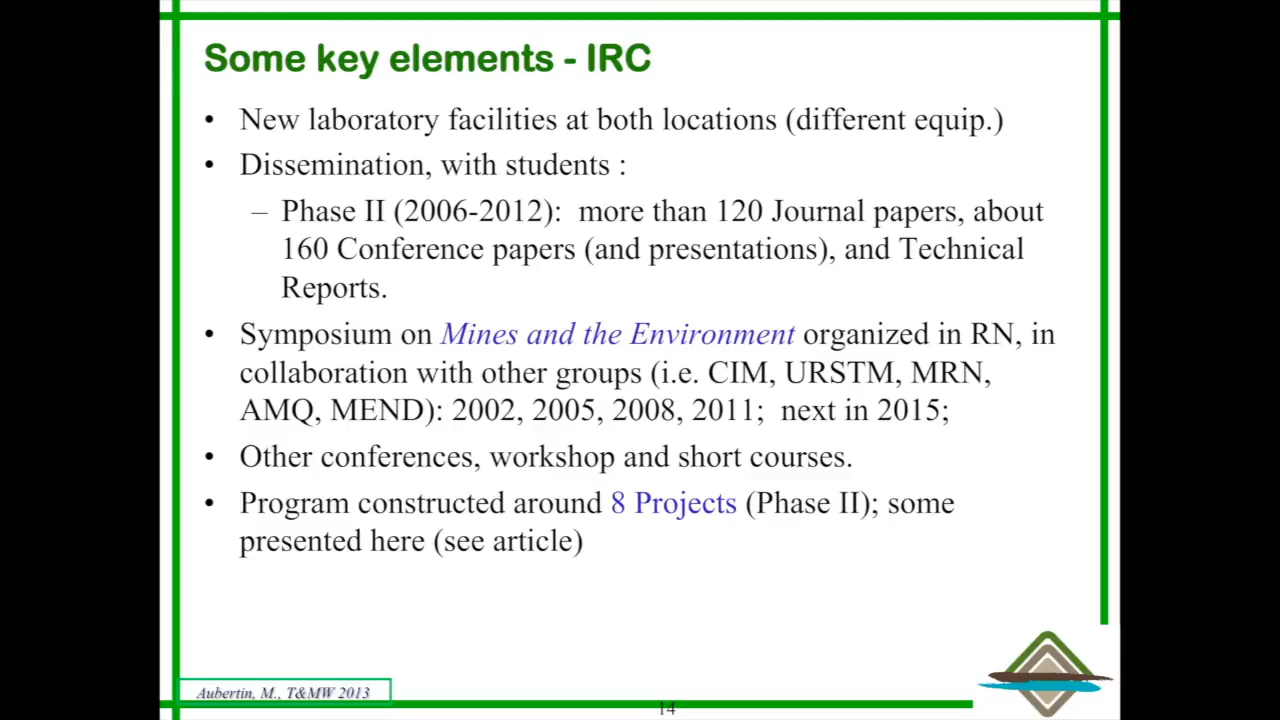 Some key elements - IRC
• New laboratory facilities at both locations (different equip.)
• Dissemination, with students :
– Phase II (2006-2012):  more than 120 Journal papers, about
160 Conference papers (and presentations), and Technical
Reports.
• Symposium on Mines and the Environment organized in RN, in
collaboration with other groups (i.e. CIM, URSTM, MRN,
AMQ, MEND): 2002, 2005, 2008, 2011;  next in 2015;
• Other conferences, workshop and short courses.
• Program constructed around 8 Projects (Phase II); some
presented here (see article)
Aubertin, M., T&MW 2013
14